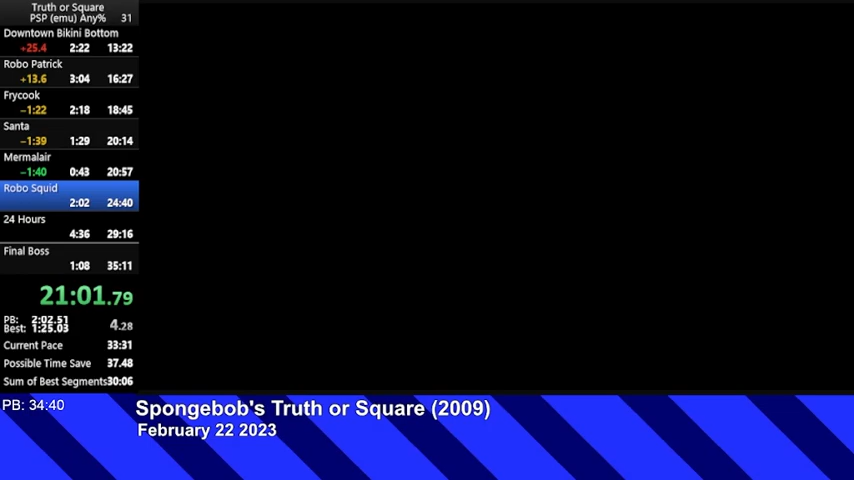 Truth or Square
PSP (emu) Any% 31
Downtown Bikini Bottom
+25.4 2:22 13:22
Robo Patrick
+13.6 3:04 16:27
Frycook
−1:22 2:18 18:45
Santa
−1:39 1:29 20:14
Mermalair
−1:40 0:43 20:57
Robo Squid
2:02 24:40
24 Hours
4:36 29:16
Final Boss
1:08 35:11
21:01.79
PB: 2:02.51
Best: 1:25.03 4.28
Current Pace 33:31
Possible Time Save 37.48
Sum of Best Segments 30:06
PB: 34:40
Spongebob's Truth or Square (2009)
February 22 2023